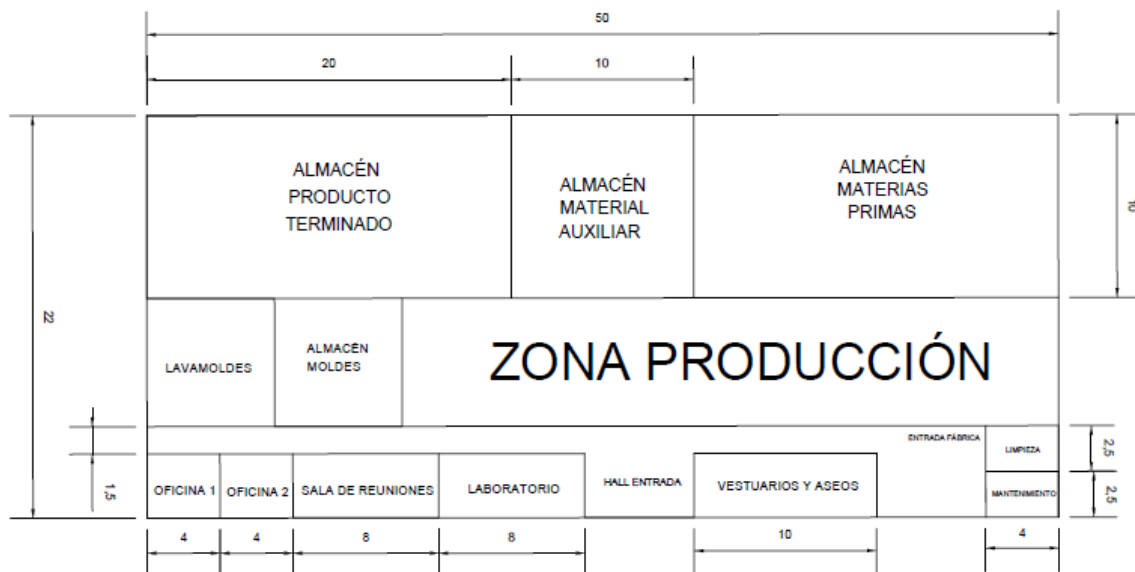 50
20
10
ALMACÉN
PRODUCTO
TERMINADO
ALMACÉN
MATERIAL
AUXILIAR
ALMACÉN
MATERIAS
PRIMAS
10
22
LAVAMOLDES
ALMACÉN
MOLDES
ZONA PRODUCCIÓN
ENTRADA FÁBRICA
LIMPIEZA
2,5
1,5
OFICINA 1
OFICINA 2
SALA DE REUNIONES
LABORATORIO
HALL ENTRADA
VESTUARIOS Y ASEOS
MANTENIMIENTO
2,5
4
4
8
8
10
4